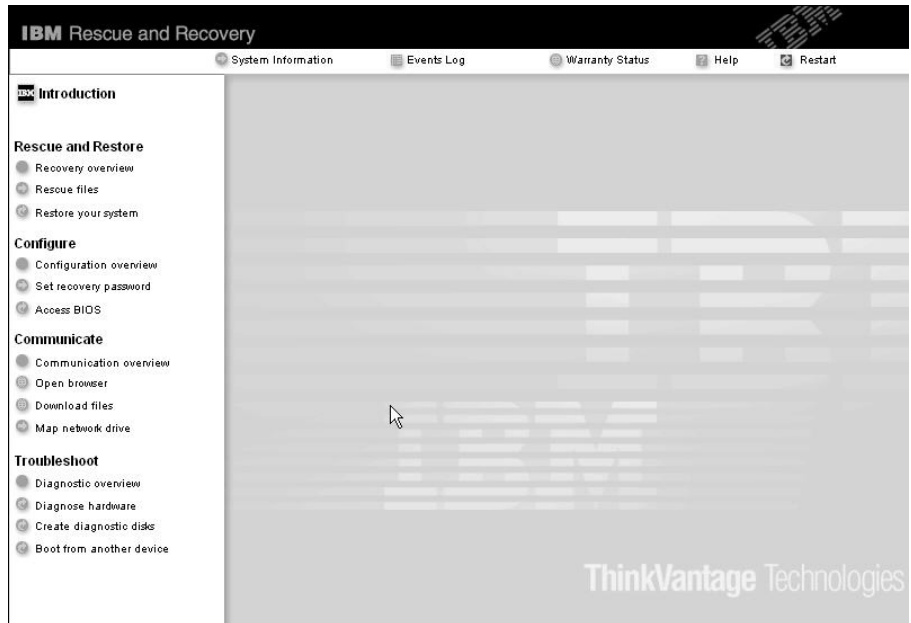 IBM Rescue and Recovery
IBM
System Information Events Log Warranty Status Help Restart
Introduction
Rescue and Restore
Recovery overview
Rescue files
Restore your system
Configure
Configuration overview
Set recovery password
Access BIOS
Communicate
Communication overview
Open browser
Download files
Map network drive
Troubleshoot
Diagnostic overview
Diagnose hardware
Create diagnostic disks
Boot from another device
IBM
ThinkVantage Technologies